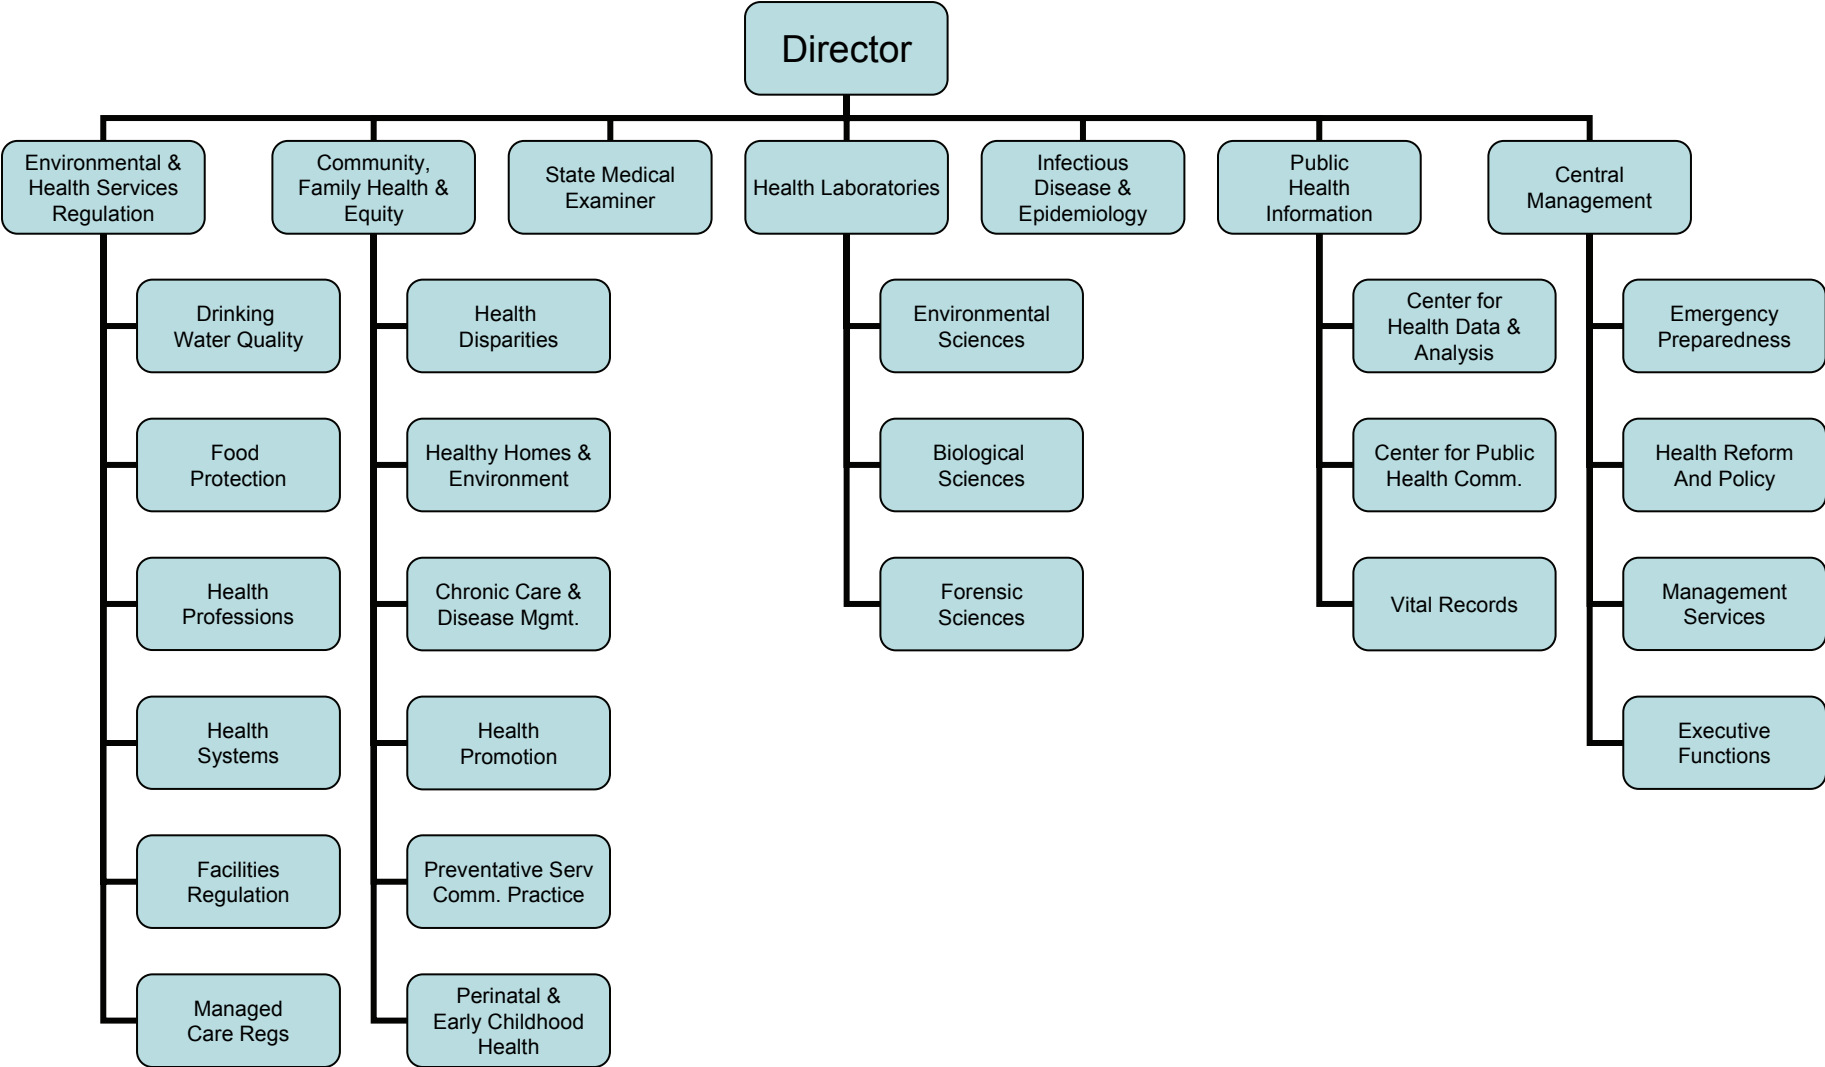 Director
Environmental &
Health Services
Regulation
Community,
Family Health &
Equity
State Medical
Examiner
Health Laboratories
Infectious
Disease &
Epidemiology
Public
Health
Information
Central
Management
Drinking
Water Quality
Food
Protection
Health
Professions
Health
Systems
Facilities
Regulation
Managed
Care Regs
Health
Disparities
Healthy Homes &
Environment
Chronic Care &
Disease Mgmt.
Health
Promotion
Preventative Serv
Comm. Practice
Perinatal &
Early Childhood
Health
Environmental
Sciences
Biological
Sciences
Forensic
Sciences
Center for
Health Data &
Analysis
Center for Public
Health Comm.
Vital Records
Emergency
Preparedness
Health Reform
And Policy
Management
Services
Executive
Functions